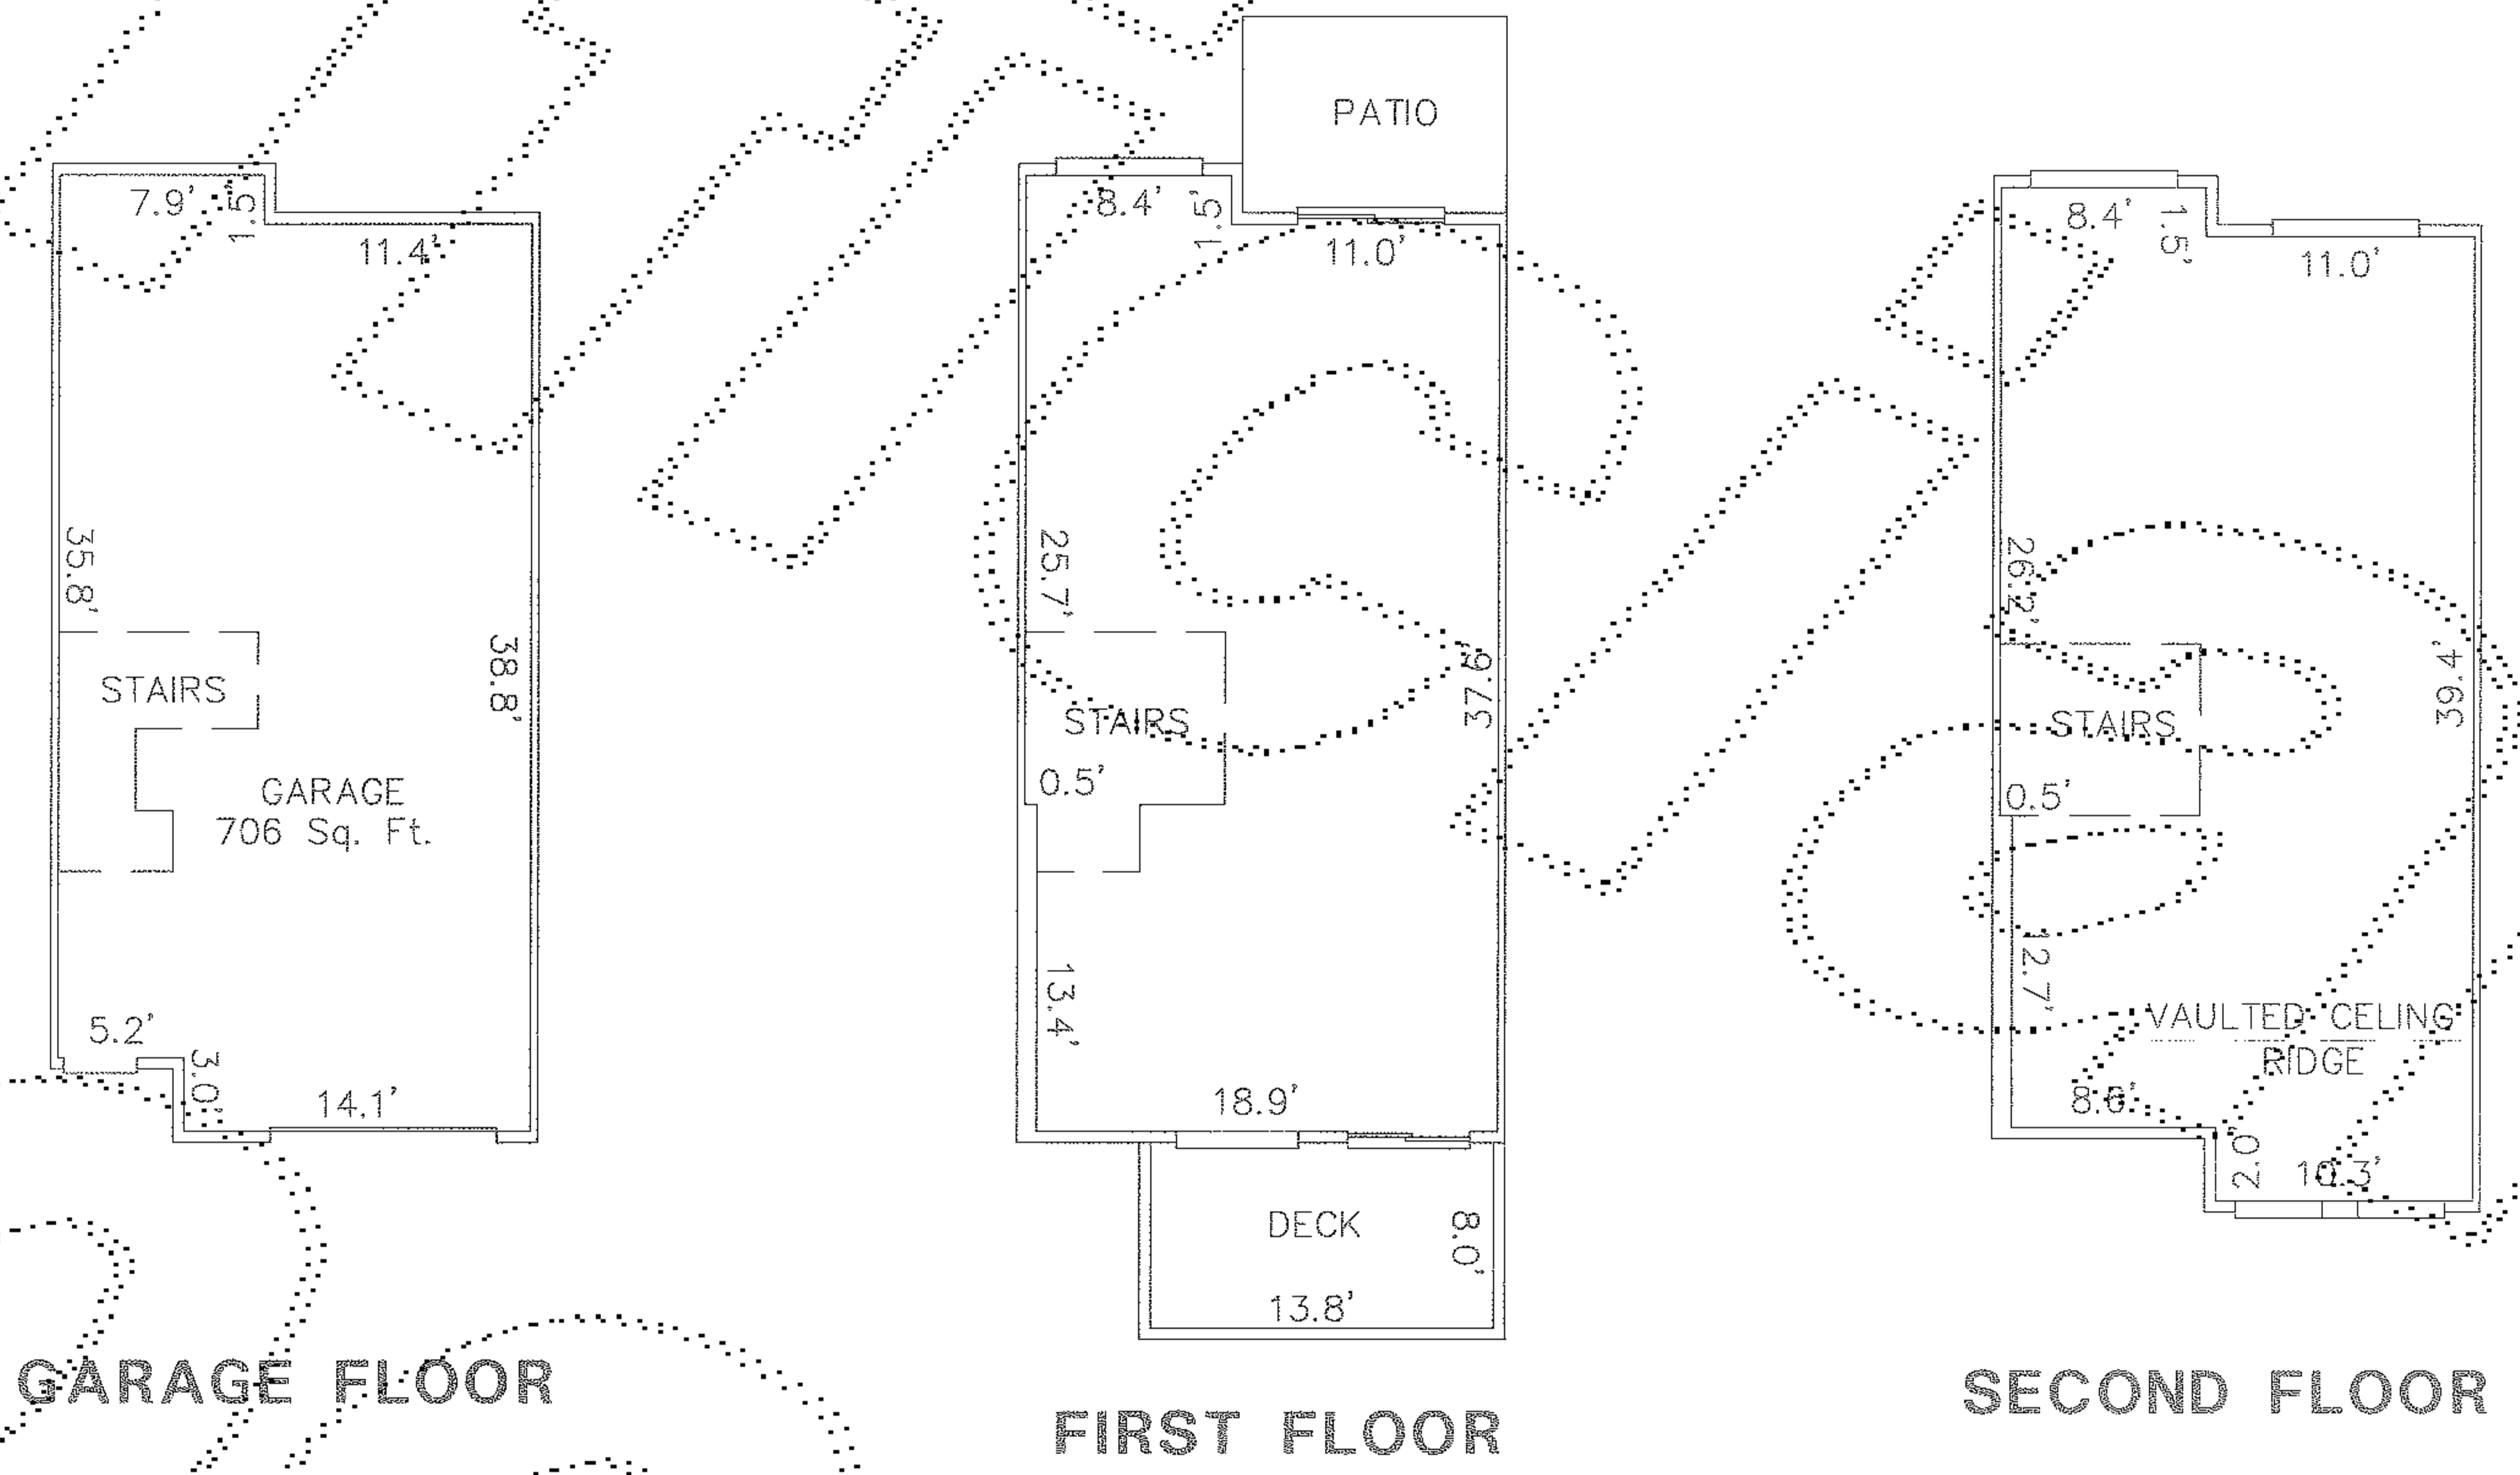 7.9'
1.5'
11.4'
35.8'
38.8'
STAIRS
GARAGE
706 Sq. Ft.
5.2'
3.0'
14.1'
GARAGE FLOOR
PATIO
8.4'
1.5'
11.0'
25.7'
37.6'
STAIRS
0.5'
13.4'
18.9'
DECK
8.0'
13.8'
FIRST FLOOR
8.4'
1.5'
11.0'
26.2'
39.4'
STAIRS
0.5'
12.7'
VAULTED CELING
RIDGE
2.0'
10.3'
SECOND FLOOR